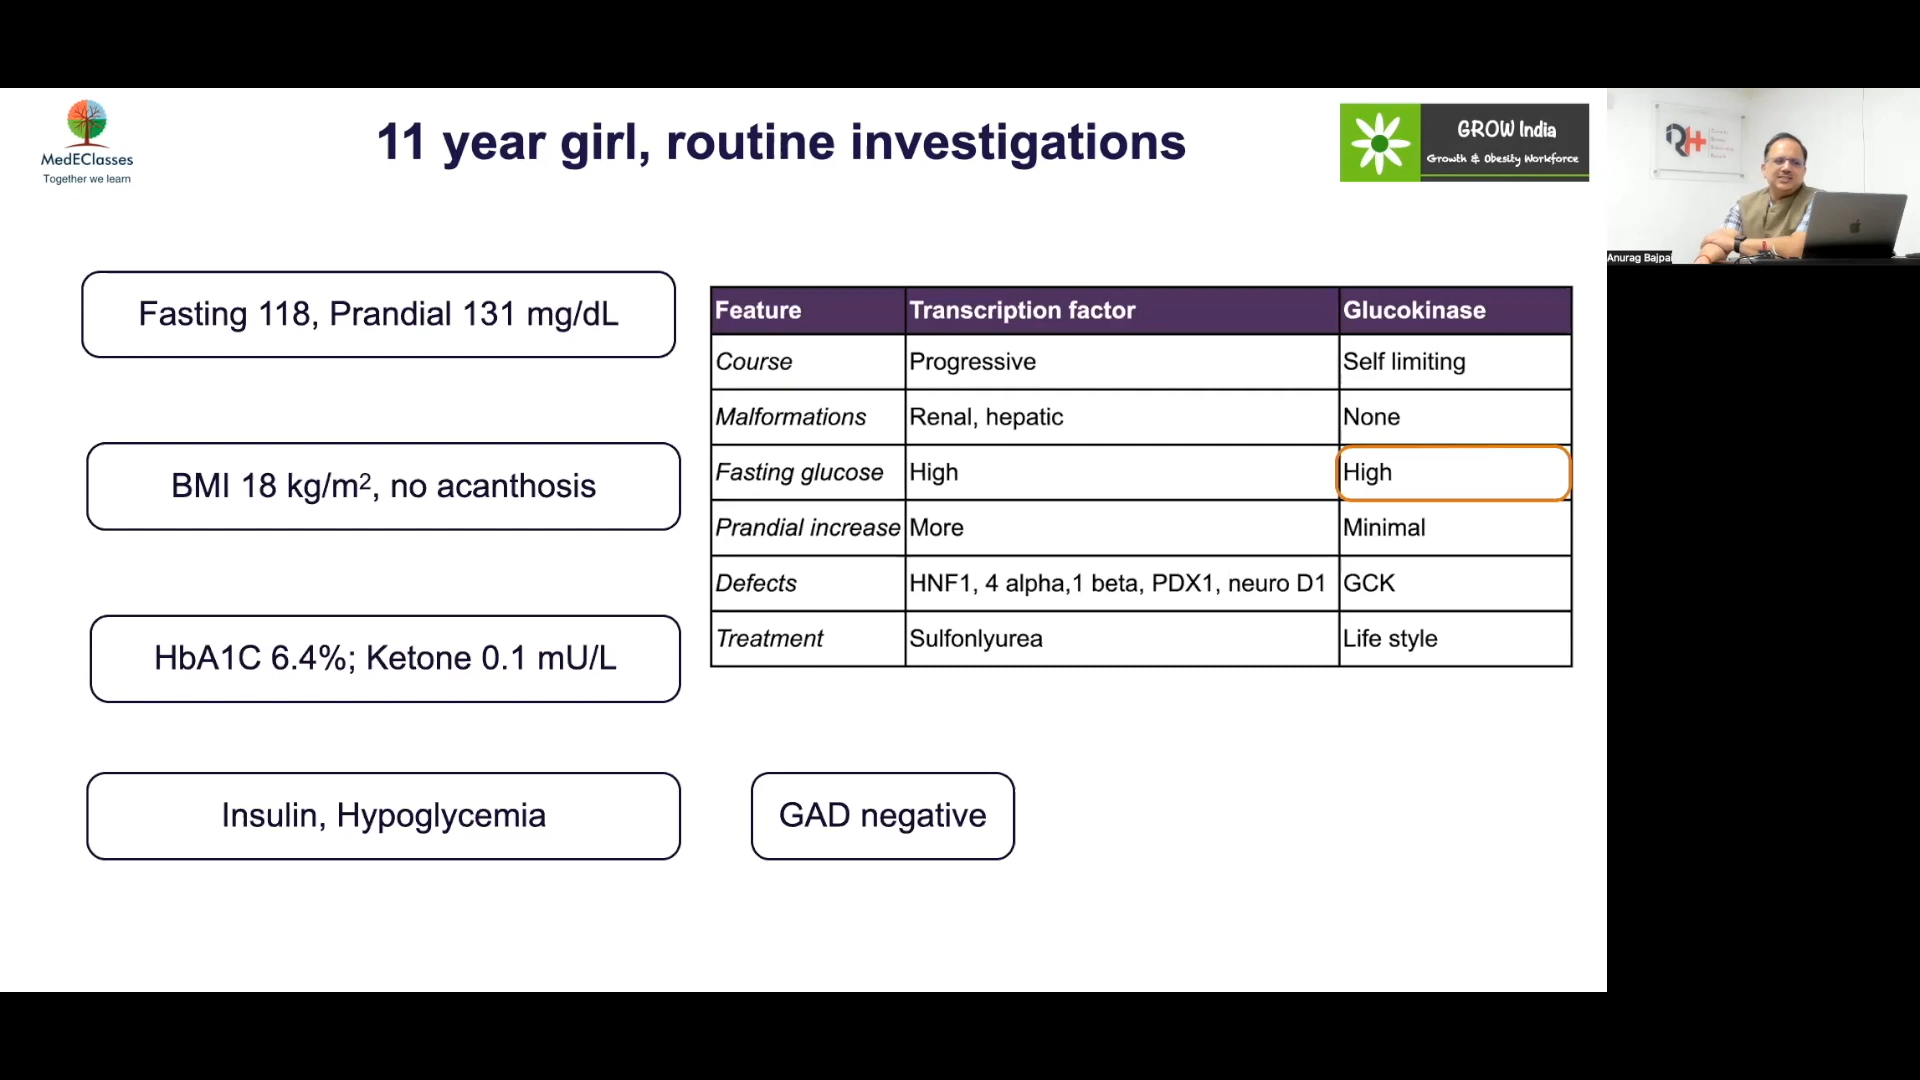 MedEClasses
Together we learn
11 year girl, routine investigations
GROW India
Growth & Obesity Workforce
Anurag Bajpai
Fasting 118, Prandial 131 mg/dL
BMI 18 kg/m², no acanthosis
HbA1C 6.4%; Ketone 0.1 mU/L
Insulin, Hypoglycemia
GAD negative
Feature Transcription factor Glucokinase
Course Progressive Self limiting
Malformations Renal, hepatic None
Fasting glucose High High
Prandial increase More Minimal
Defects HNF1, 4 alpha,1 beta, PDX1, neuro D1 GCK
Treatment Sulfonlyurea Life style